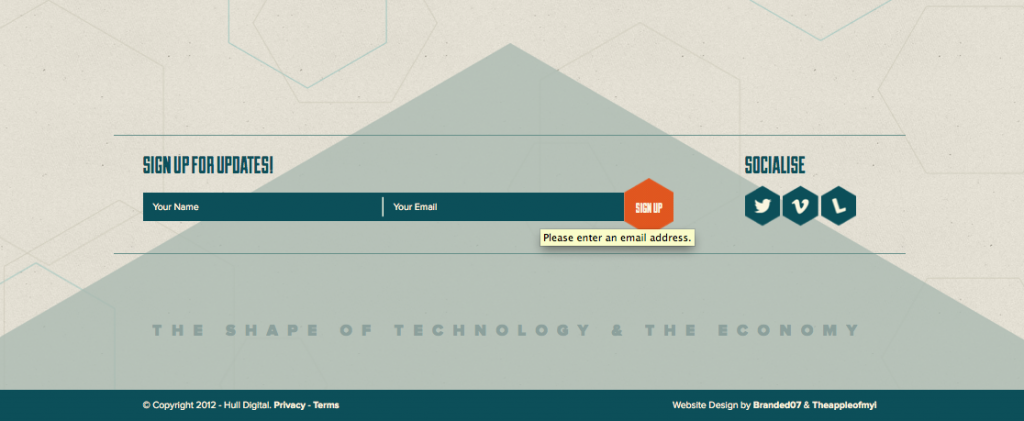 SIGN UP FOR UPDATES!
SOCIALISE
Your Name
Your Email
SIGN UP
Please enter an email address.
THE SHAPE OF TECHNOLOGY & THE ECONOMY
© Copyright 2012 - Hull Digital. Privacy - Terms
Website Design by Branded07 & Theappleofmyl